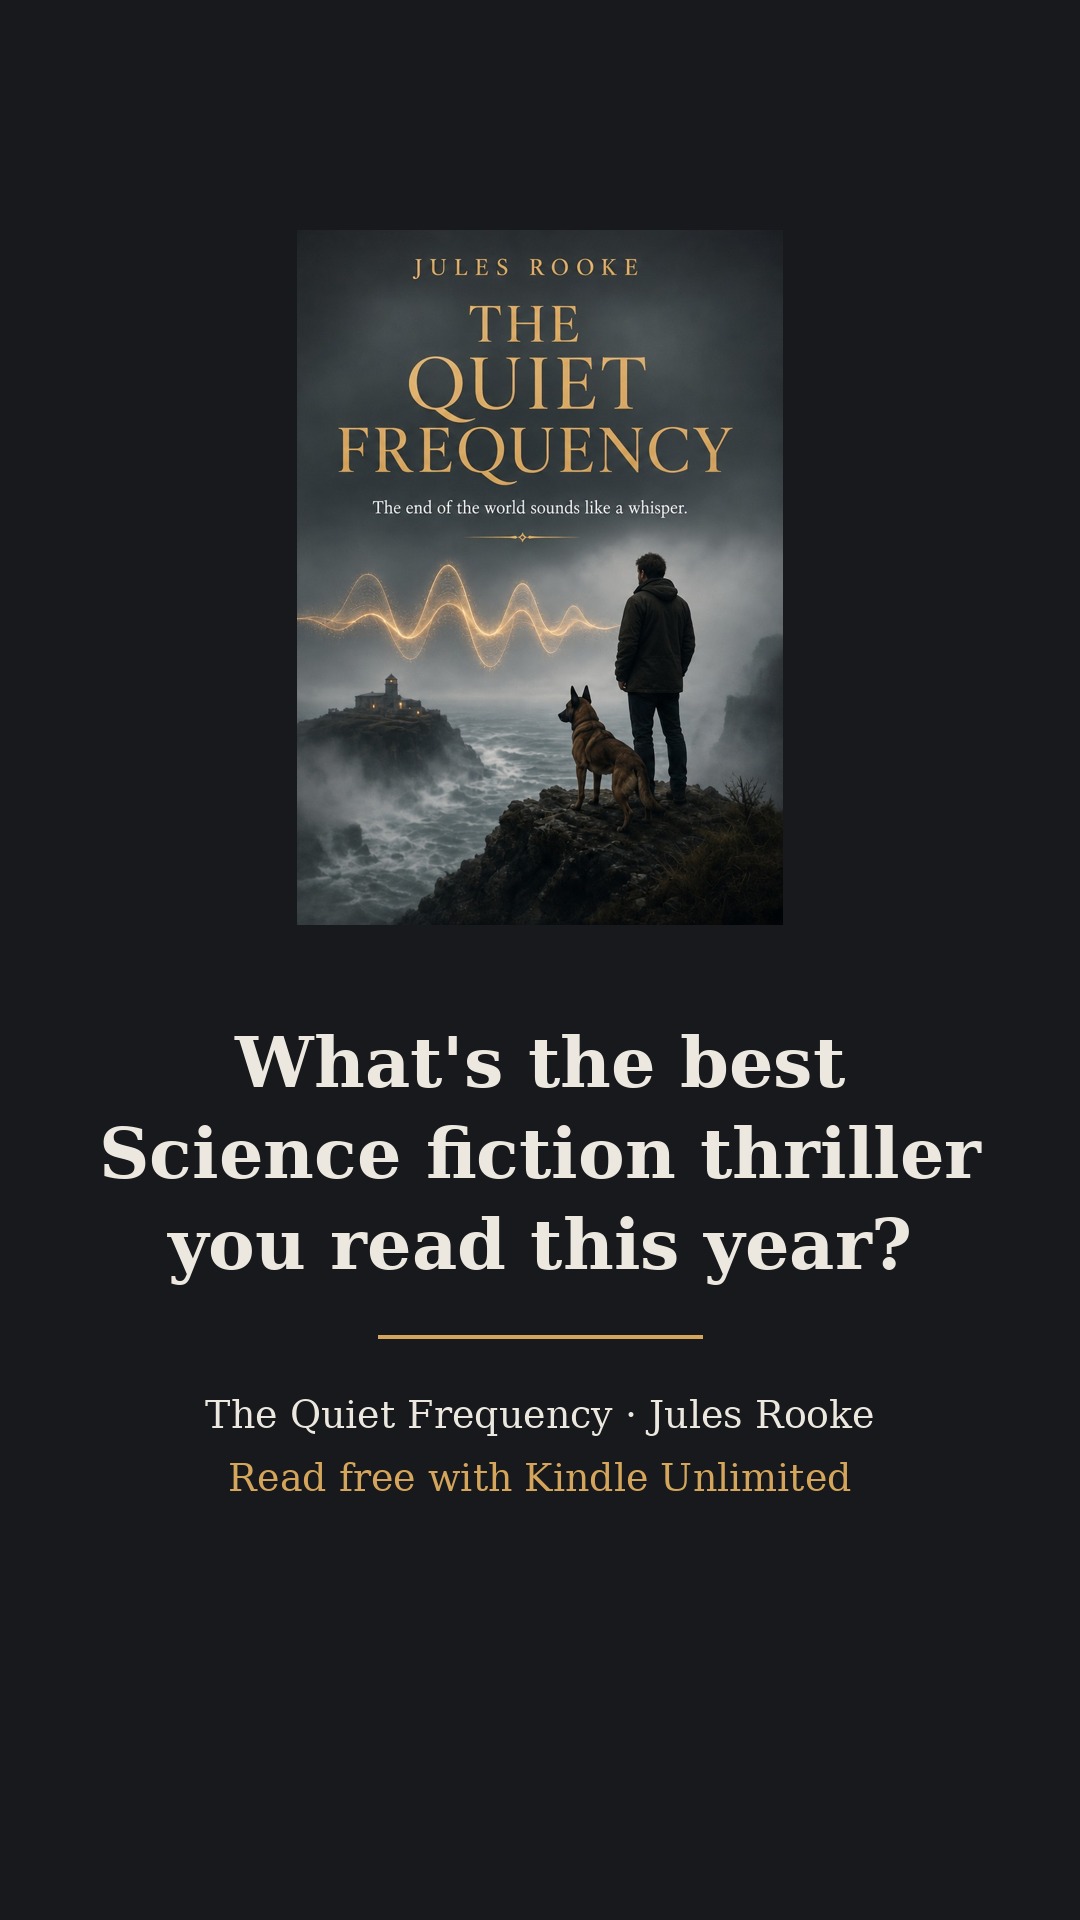 JULES ROOKE
THE
QUIET
FREQUENCY
The end of the world sounds like a whisper.
What's the best
Science fiction thriller
you read this year?
The Quiet Frequency · Jules Rooke
Read free with Kindle Unlimited